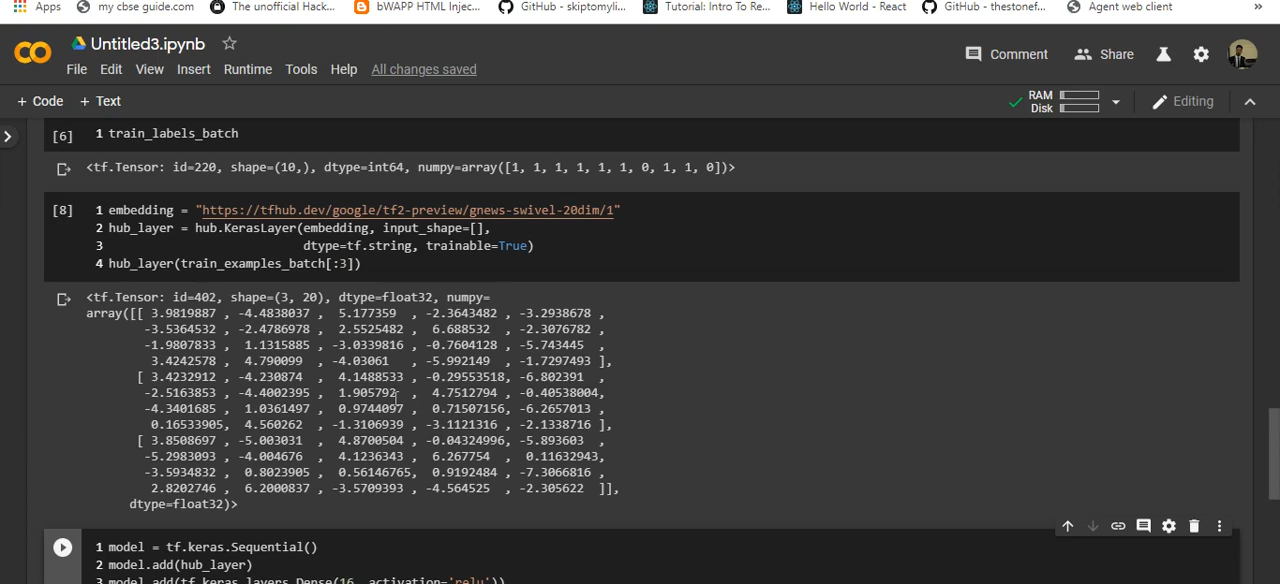 Apps my cbse guide.com The unofficial Hack... bWAPP HTML Injec... GitHub - skiptomyli... Tutorial: Intro To Re... Hello World - React GitHub - thestonef... Agent web client »
Untitled3.ipynb
Comment Share
File Edit View Insert Runtime Tools Help All changes saved
+ Code + Text RAM Disk Editing
[6] 1 train_labels_batch
<tf.Tensor: id=220, shape=(10,), dtype=int64, numpy=array([1, 1, 1, 1, 1, 0, 1, 1, 0])>
[8] 1 embedding = "https://tfhub.dev/google/tf2-preview/gnews-swivel-20dim/1"
2 hub_layer = hub.KerasLayer(embedding, input_shape=[],
3 dtype=tf.string, trainable=True)
4 hub_layer(train_examples_batch[:3])
<tf.Tensor: id=402, shape=(3, 20), dtype=float32, numpy=
array([[ 3.9819887 , -4.4838037 , 5.177359 , -2.3643482 , -3.2938678 ,
-3.5364532 , -2.4786978 , 2.5525482 , 6.688532 , -2.3076782 ,
-1.9807833 , 1.1315885 , -3.0339816 , -0.7604128 , -5.743445 ,
3.4242578 , 4.790099 , -4.03061 , -5.992149 , -1.7297493 ],
[ 3.4232912 , -4.230874 , 4.1488533 , -0.29553518, -6.802391 ,
-2.5163853 , -4.4002395 , 1.905792 , 4.7512794 , -0.40538004,
-4.3401685 , 1.0361497 , 0.9744097 , 0.71507156, -6.2657013 ,
0.16533905, 4.560262 , -1.3106939 , -3.1121316 , -2.1338716 ],
[ 3.8508697 , -5.003031 , 4.8700504 , -0.04324996, -5.893603 ,
-5.2983093 , -4.004676 , 4.1236343 , 6.267754 , 0.11632943,
-3.5934832 , 0.8023905 , 0.56146765, 0.9192484 , -7.3066816 ,
2.8202746 , 6.2000837 , -3.5709393 , -4.564525 , -2.305622 ]],
dtype=float32)>
1 model = tf.keras.Sequential()
2 model.add(hub_layer)
3 model.add(tf.keras.layers.Dense(16, activation='relu'))